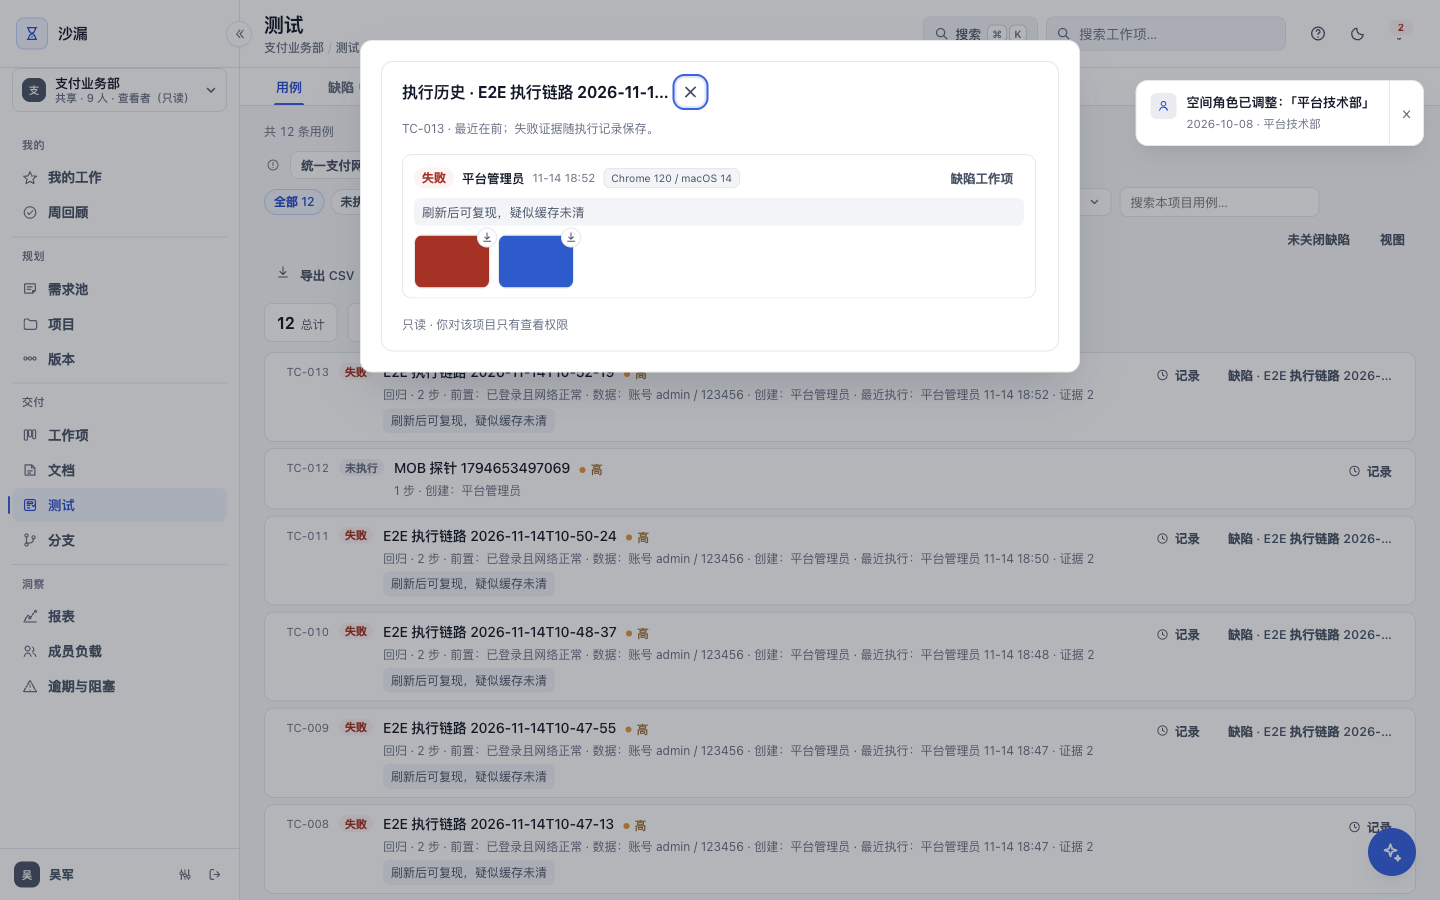 沙漏
支
支付业务部
共享 · 9 人 · 查看者（只读）
我的
我的工作
周回顾
规划
需求池
项目
版本
交付
工作项
文档
测试
分支
洞察
报表
成员负载
逾期与阻塞
吴
吴军
测试
支付业务部 / 测试
搜索 ⌘ K
搜索工作项...
2
用例
缺陷
共 12 条用例
统一支付网
全部 12
搜索本项目用例...
未关闭缺陷
视图
导出 CSV
12 总计
空间角色已调整：「平台技术部」
2026-10-08 · 平台技术部
执行历史 · E2E 执行链路 2026-11-1...
TC-013 · 最近在前；失败证据随执行记录保存。
失败 平台管理员 11-14 18:52 Chrome 120 / macOS 14 缺陷工作项
刷新后可复现，疑似缓存未清
只读 · 你对该项目只有查看权限
TC-013 失败 E2E 执行链路 2026-11-14T10-52-19 高 记录 缺陷 · E2E 执行链路 2026-...
回归 · 2 步 · 前置：已登录且网络正常 · 数据：账号 admin / 123456 · 创建：平台管理员 · 最近执行：平台管理员 11-14 18:52 · 证据 2
刷新后可复现，疑似缓存未清
TC-012 未执行 MOB 探针 1794653497069 高 记录
1 步 · 创建：平台管理员
TC-011 失败 E2E 执行链路 2026-11-14T10-50-24 高 记录 缺陷 · E2E 执行链路 2026-...
回归 · 2 步 · 前置：已登录且网络正常 · 数据：账号 admin / 123456 · 创建：平台管理员 · 最近执行：平台管理员 11-14 18:50 · 证据 2
刷新后可复现，疑似缓存未清
TC-010 失败 E2E 执行链路 2026-11-14T10-48-37 高 记录 缺陷 · E2E 执行链路 2026-...
回归 · 2 步 · 前置：已登录且网络正常 · 数据：账号 admin / 123456 · 创建：平台管理员 · 最近执行：平台管理员 11-14 18:48 · 证据 2
刷新后可复现，疑似缓存未清
TC-009 失败 E2E 执行链路 2026-11-14T10-47-55 高 记录 缺陷 · E2E 执行链路 2026-...
回归 · 2 步 · 前置：已登录且网络正常 · 数据：账号 admin / 123456 · 创建：平台管理员 · 最近执行：平台管理员 11-14 18:47 · 证据 2
刷新后可复现，疑似缓存未清
TC-008 失败 E2E 执行链路 2026-11-14T10-47-13 高 记录
回归 · 2 步 · 前置：已登录且网络正常 · 数据：账号 admin / 123456 · 创建：平台管理员 · 最近执行：平台管理员 11-14 18:47 · 证据 2
刷新后可复现，疑似缓存未清